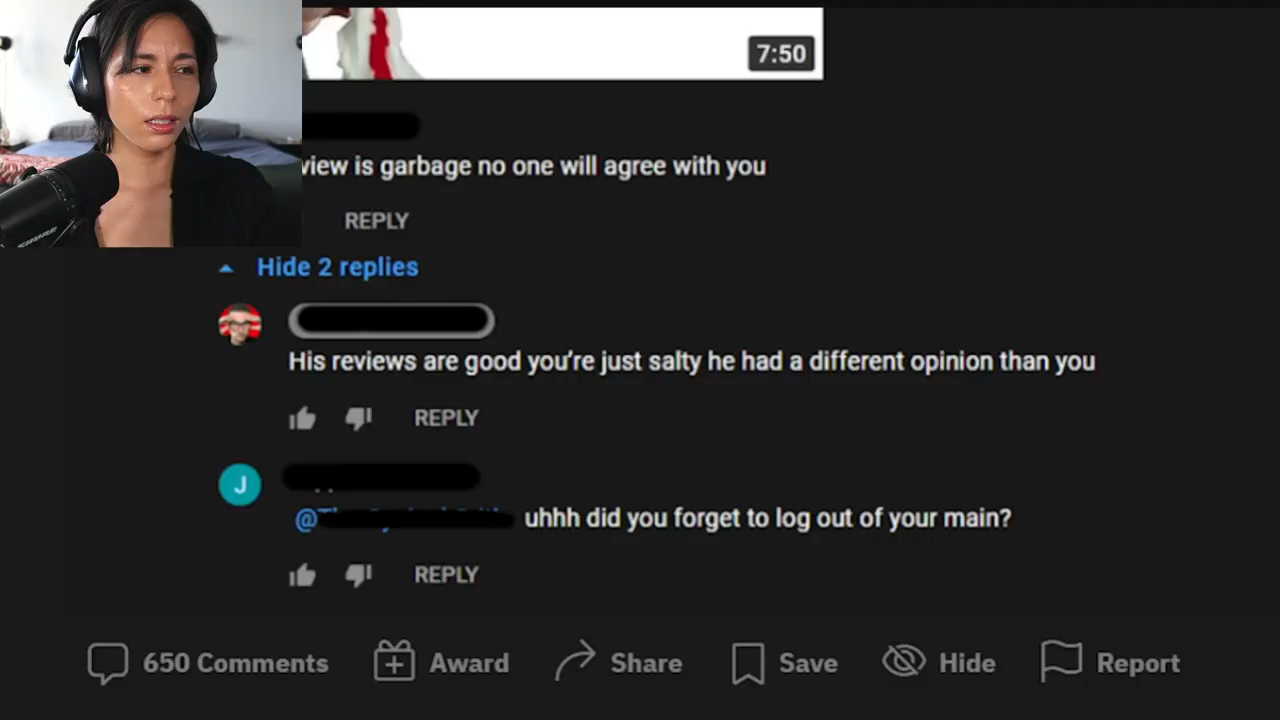 7:50
view is garbage no one will agree with you
REPLY
Hide 2 replies
His reviews are good you're just salty he had a different opinion than you
REPLY
J
@ uhhh did you forget to log out of your main?
REPLY
SHURE
650 Comments Award Share Save Hide Report